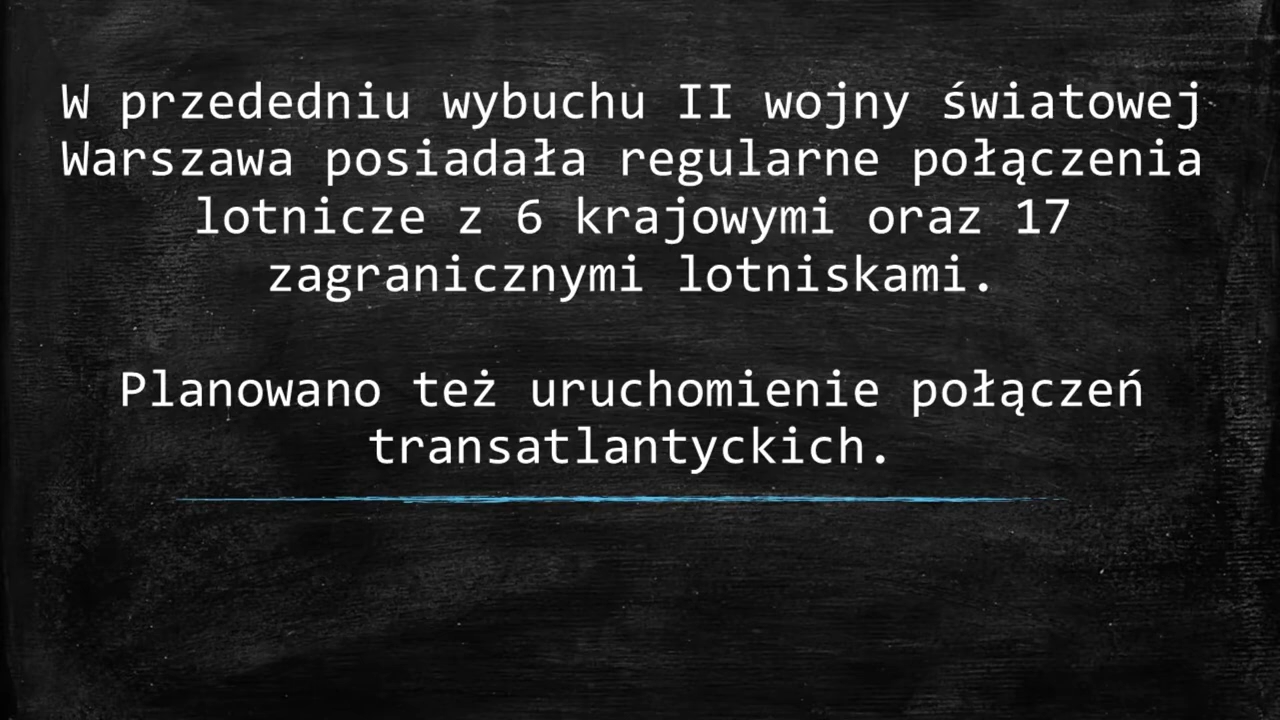 W przededniu wybuchu II wojny światowej
Warszawa posiadała regularne połączenia
lotnicze z 6 krajowymi oraz 17
zagranicznymi lotniskami.
Planowano też uruchomienie połączeń
transatlantyckich.